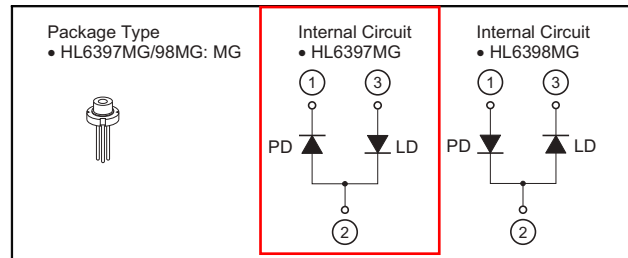 Package Type
• HL6397MG/98MG: MG
Internal Circuit
• HL6397MG
1 3
PD LD
2
Internal Circuit
• HL6398MG
1 3
PD LD
2